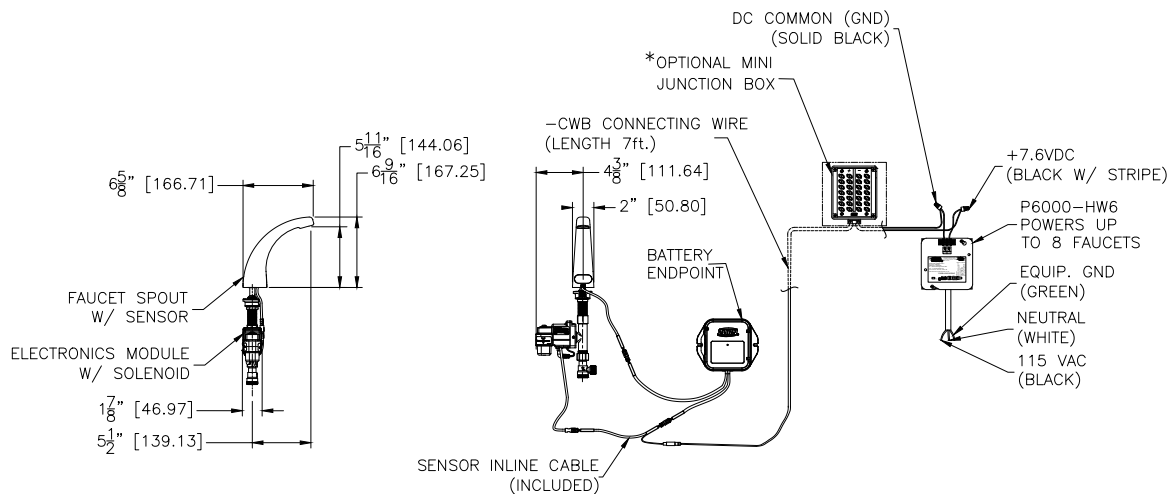 DC COMMON (GND)
(SOLID BLACK)
*OPTIONAL MINI
JUNCTION BOX
-CWB CONNECTING WIRE
(LENGTH 7ft.)
5 11/16" [144.06]
6 9/16" [167.25]
6 5/8" [166.71]
4 3/8" [111.64]
2" [50.80]
+7.6VDC
(BLACK W/ STRIPE)
P6000-HW6
POWERS UP
TO 8 FAUCETS
BATTERY
ENDPOINT
EQUIP. GND
(GREEN)
NEUTRAL
(WHITE)
115 VAC
(BLACK)
FAUCET SPOUT
W/ SENSOR
ELECTRONICS MODULE
W/ SOLENOID
1 7/8" [46.97]
5 1/2" [139.13]
SENSOR INLINE CABLE
(INCLUDED)